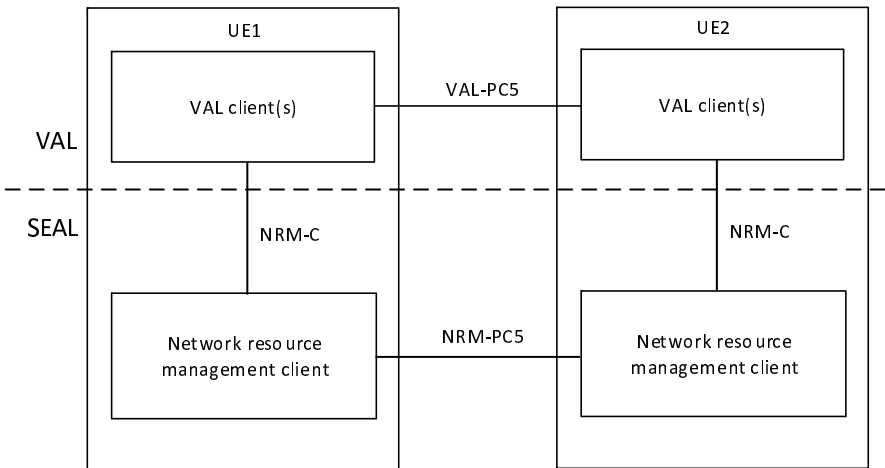 UE1
UE2
VAL client(s)
VAL-PC5
VAL client(s)
VAL
SEAL
NRM-C
NRM-C
Network resource
management client
NRM-PC5
Network resource
management client